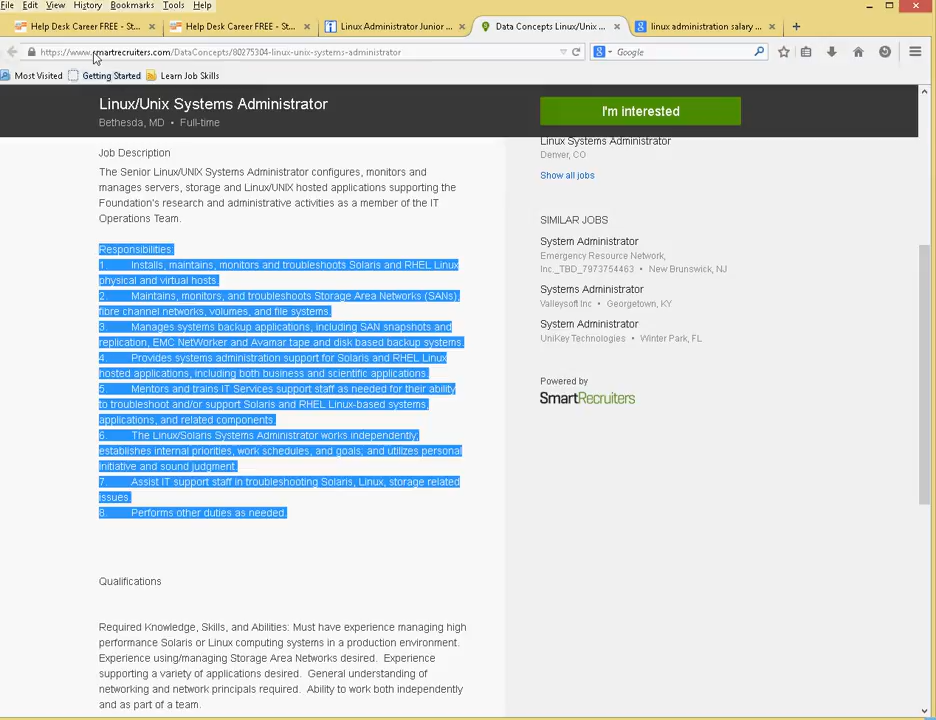 File Edit View History Bookmarks Tools Help
Help Desk Career FREE - St... × Help Desk Career FREE - St... × Linux Administrator Junior ... × Data Concepts Linux/Unix ... × linux administration salary ... × +
https://www.smartrecruiters.com/DataConcepts/80275304-linux-unix-systems-administrator Google
Most Visited Getting Started Learn Job Skills
Linux/Unix Systems Administrator
Bethesda, MD • Full-time
I'm interested
Job Description
The Senior Linux/UNIX Systems Administrator configures, monitors and
manages servers, storage and Linux/UNIX hosted applications supporting the
Foundation's research and administrative activities as a member of the IT
Operations Team.
Responsibilities:
1. Installs, maintains, monitors and troubleshoots Solaris and RHEL Linux
physical and virtual hosts.
2. Maintains, monitors, and troubleshoots Storage Area Networks (SANs),
fibre channel networks, volumes, and file systems.
3. Manages systems backup applications, including SAN snapshots and
replication, EMC NetWorker and Avamar tape and disk based backup systems.
4. Provides systems administration support for Solaris and RHEL Linux
hosted applications, including both business and scientific applications.
5. Mentors and trains IT Services support staff as needed for their ability
to troubleshoot and/or support Solaris and RHEL Linux-based systems,
applications, and related components.
6. The Linux/Solaris Systems Administrator works independently;
establishes internal priorities, work schedules, and goals; and utilizes personal
initiative and sound judgment.
7. Assist IT support staff in troubleshooting Solaris, Linux, storage related
issues.
8. Performs other duties as needed.
Qualifications
Required Knowledge, Skills, and Abilities: Must have experience managing high
performance Solaris or Linux computing systems in a production environment.
Experience using/managing Storage Area Networks desired. Experience
supporting a variety of applications desired. General understanding of
networking and network principals required. Ability to work both independently
and as part of a team.
Linux Systems Administrator
Denver, CO
Show all jobs
SIMILAR JOBS
System Administrator
Emergency Resource Network,
Inc._TBD_7973754463 • New Brunswick, NJ
Systems Administrator
Valleysoft Inc • Georgetown, KY
System Administrator
UniKey Technologies • Winter Park, FL
Powered by
SmartRecruiters